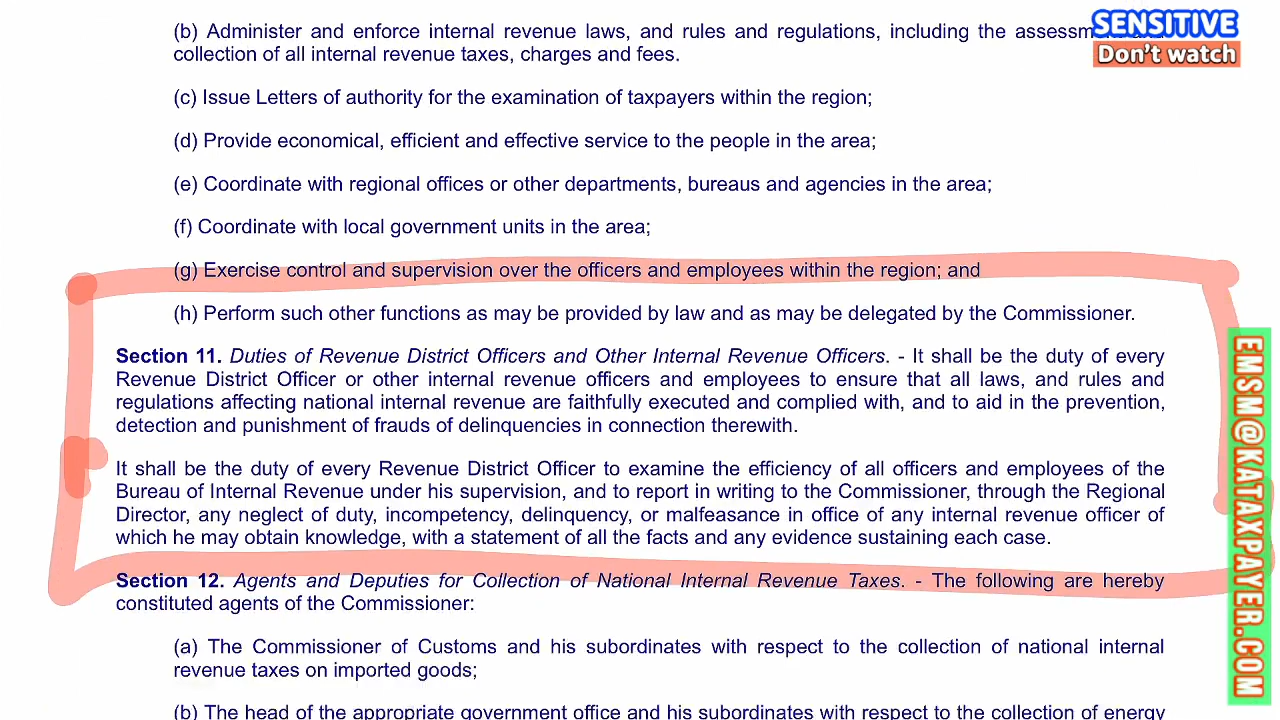 (b) Administer and enforce internal revenue laws, and rules and regulations, including the assessment and
collection of all internal revenue taxes, charges and fees.
SENSITIVE
Don't watch
(c) Issue Letters of authority for the examination of taxpayers within the region;
(d) Provide economical, efficient and effective service to the people in the area;
(e) Coordinate with regional offices or other departments, bureaus and agencies in the area;
(f) Coordinate with local government units in the area;
(g) Exercise control and supervision over the officers and employees within the region; and
(h) Perform such other functions as may be provided by law and as may be delegated by the Commissioner.
Section 11. Duties of Revenue District Officers and Other Internal Revenue Officers. - It shall be the duty of every
Revenue District Officer or other internal revenue officers and employees to ensure that all laws, and rules and
regulations affecting national internal revenue are faithfully executed and complied with, and to aid in the prevention,
detection and punishment of frauds of delinquencies in connection therewith.
It shall be the duty of every Revenue District Officer to examine the efficiency of all officers and employees of the
Bureau of Internal Revenue under his supervision, and to report in writing to the Commissioner, through the Regional
Director, any neglect of duty, incompetency, delinquency, or malfeasance in office of any internal revenue officer of
which he may obtain knowledge, with a statement of all the facts and any evidence sustaining each case.
Section 12. Agents and Deputies for Collection of National Internal Revenue Taxes. - The following are hereby
constituted agents of the Commissioner:
(a) The Commissioner of Customs and his subordinates with respect to the collection of national internal
revenue taxes on imported goods;
(b) The head of the appropriate government office and his subordinates with respect to the collection of energy
EMSM@KATAXPAYER.COM